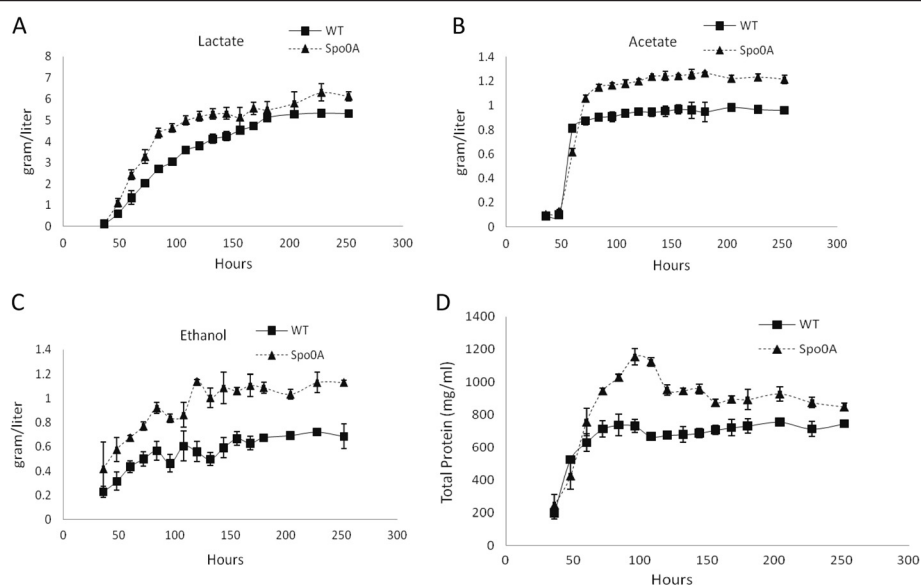 A
Lactate
WT
Spo0A
gram/liter
8
7
6
5
4
3
2
1
0
0 50 100 150 200 250 300
Hours
B
Acetate
WT
Spo0A
gram/liter
1.4
1.2
1
0.8
0.6
0.4
0.2
0
0 50 100 150 200 250 300
Hours
C
Ethanol
WT
Spo0A
gram/liter
1.4
1.2
1
0.8
0.6
0.4
0.2
0
0 50 100 150 200 250 300
Hours
D
WT
Spo0A
Total Protein (mg/ml)
1400
1200
1000
800
600
400
200
0
0 50 100 150 200 250 300
Hours